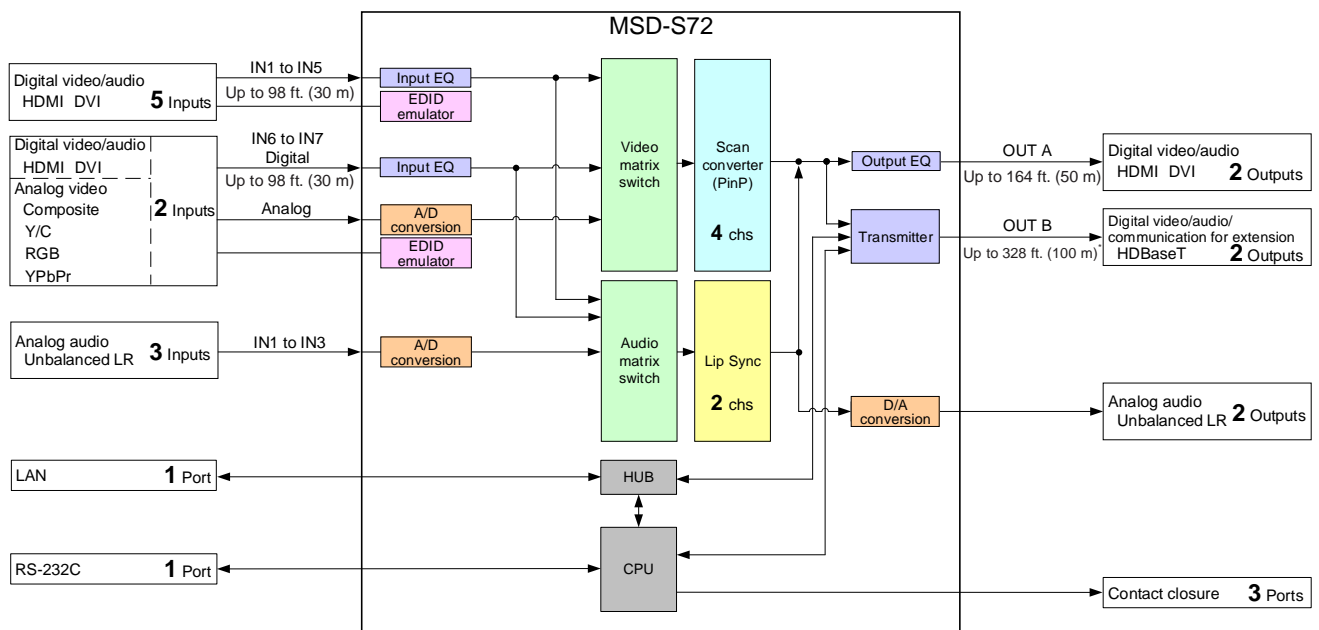 MSD-S72
Digital video/audio
HDMI DVI 5 Inputs
IN1 to IN5
Up to 98 ft. (30 m)
Input EQ
EDID
emulator
Digital video/audio
HDMI DVI
Analog video
Composite
Y/C
RGB
YPbPr
2 Inputs
IN6 to IN7
Digital
Up to 98 ft. (30 m)
Analog
Input EQ
A/D
conversion
EDID
emulator
Analog audio
Unbalanced LR 3 Inputs
IN1 to IN3
A/D
conversion
Video
matrix
switch
Scan
converter
(PinP)
4 chs
Audio
matrix
switch
Lip Sync
2 chs
Output EQ
Transmitter
D/A
conversion
OUT A
Up to 164 ft. (50 m)
Digital video/audio
HDMI DVI 2 Outputs
OUT B
Up to 328 ft. (100 m)*
Digital video/audio/
communication for extension
HDBaseT 2 Outputs
Analog audio
Unbalanced LR 2 Outputs
LAN 1 Port
HUB
RS-232C 1 Port
CPU
Contact closure 3 Ports